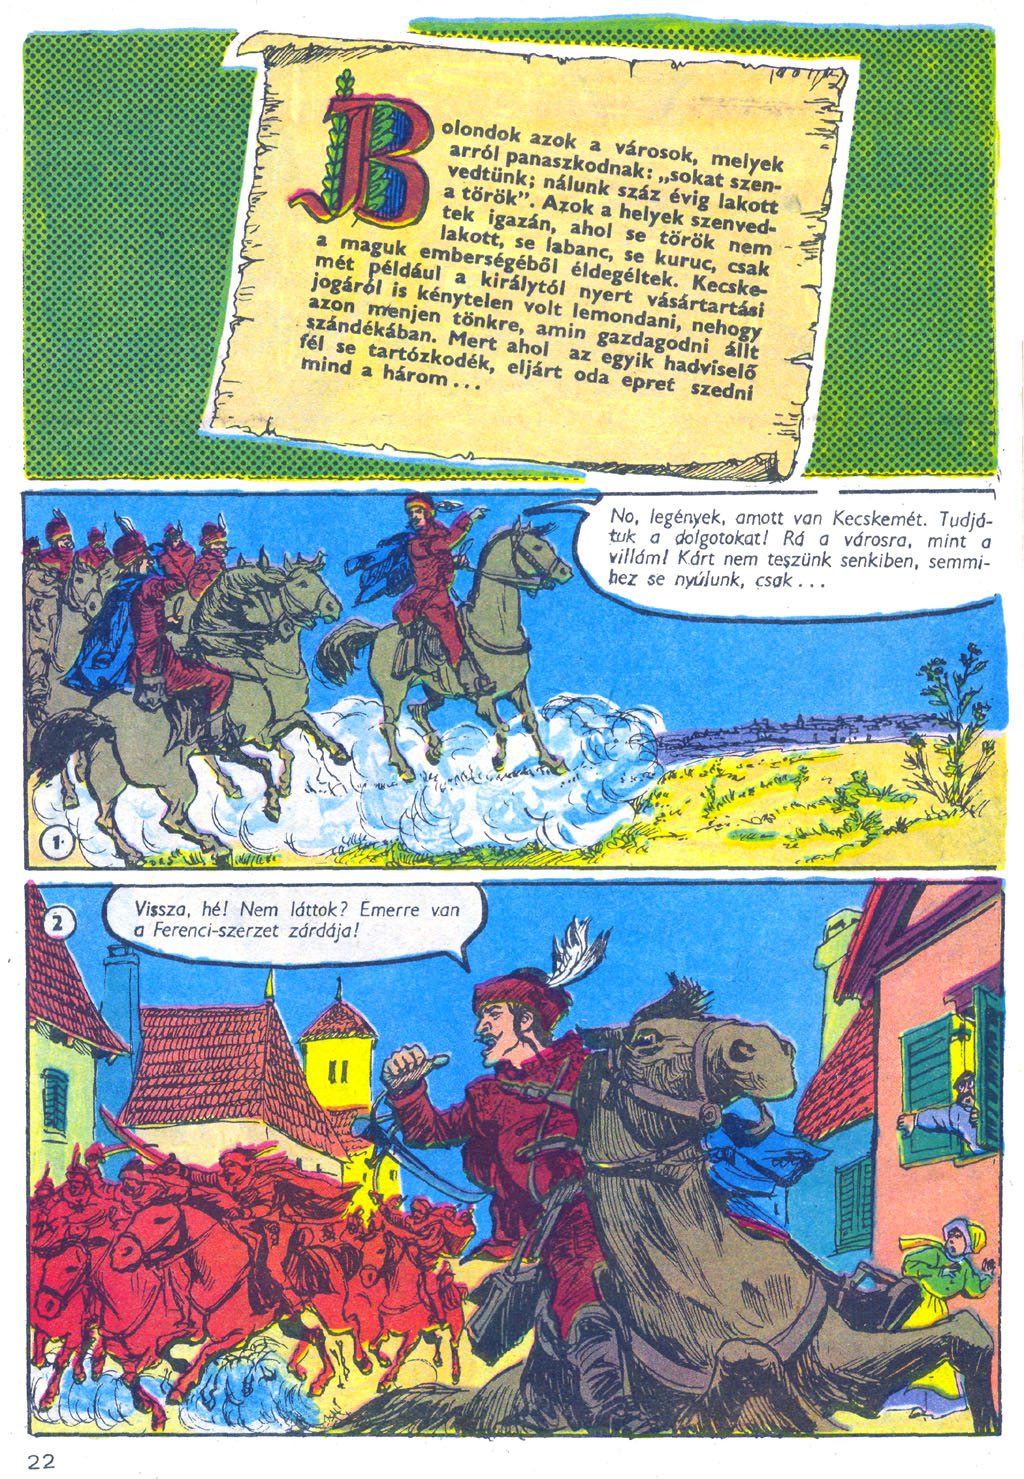 Bolondok azok a városok, melyek
arról panaszkodnak: „sokat szen-
vedtünk; nálunk száz évig lakott
a török”. Azok a helyek szenved-
tek igazán, ahol se török nem
lakott, se labanc, se kuruc, csak
a maguk emberségéből éldegéltek. Kecske-
mét például a királytól nyert vásártartási
jogáról is kénytelen volt lemondani, nehogy
azon menjen tönkre, amin gazdagodni állt
szándékában. Mert ahol az egyik hadviselő
fél se tartózkodék, eljárt oda epret szedni
mind a három...
No, legények, amott van Kecskemét. Tudjá-
tuk a dolgotokat! Rá a városra, mint a
villám! Kárt nem teszünk senkiben, semmi-
hez se nyúlunk, csak...
1.
2
Vissza, hé! Nem láttok? Emerre van
a Ferenci-szerzet zárdája!
22